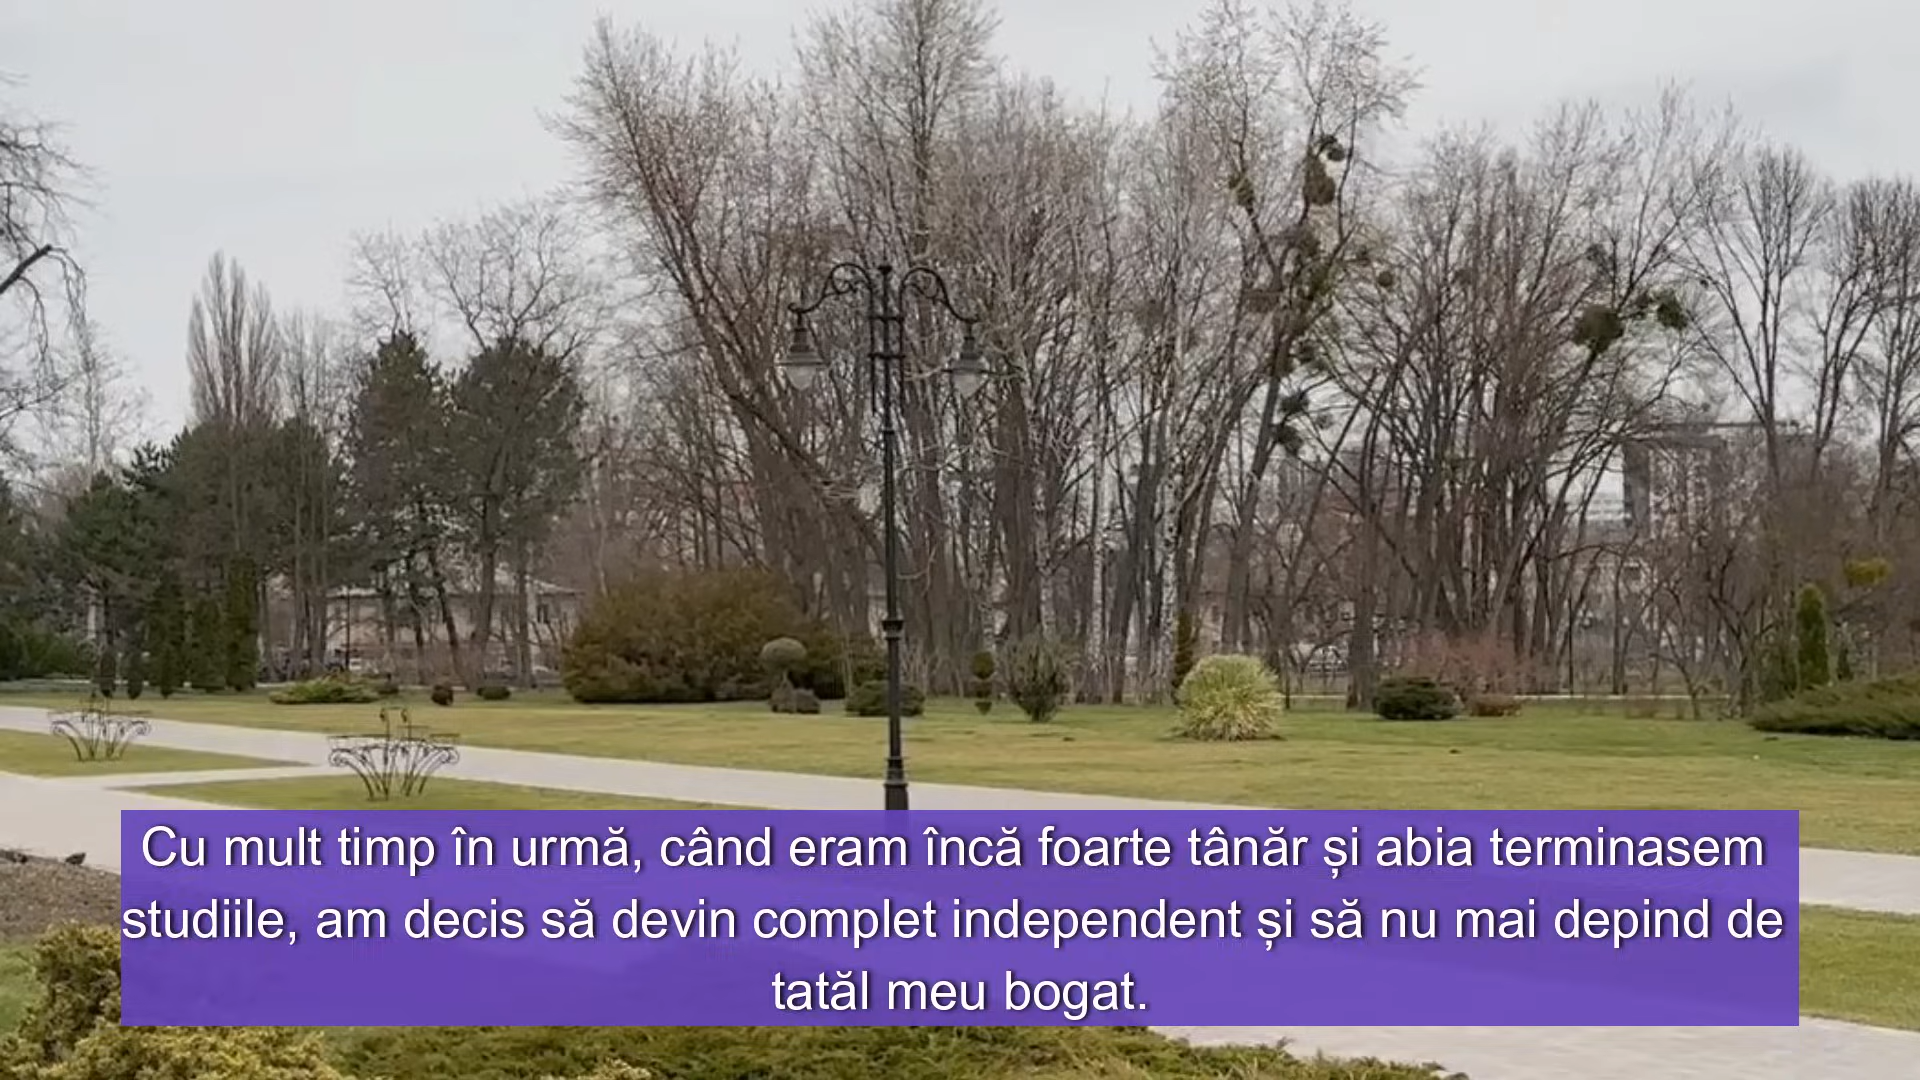 Cu mult timp în urmă, când eram încă foarte tânăr și abia terminasem
studiile, am decis să devin complet independent și să nu mai depind de
tatăl meu bogat.